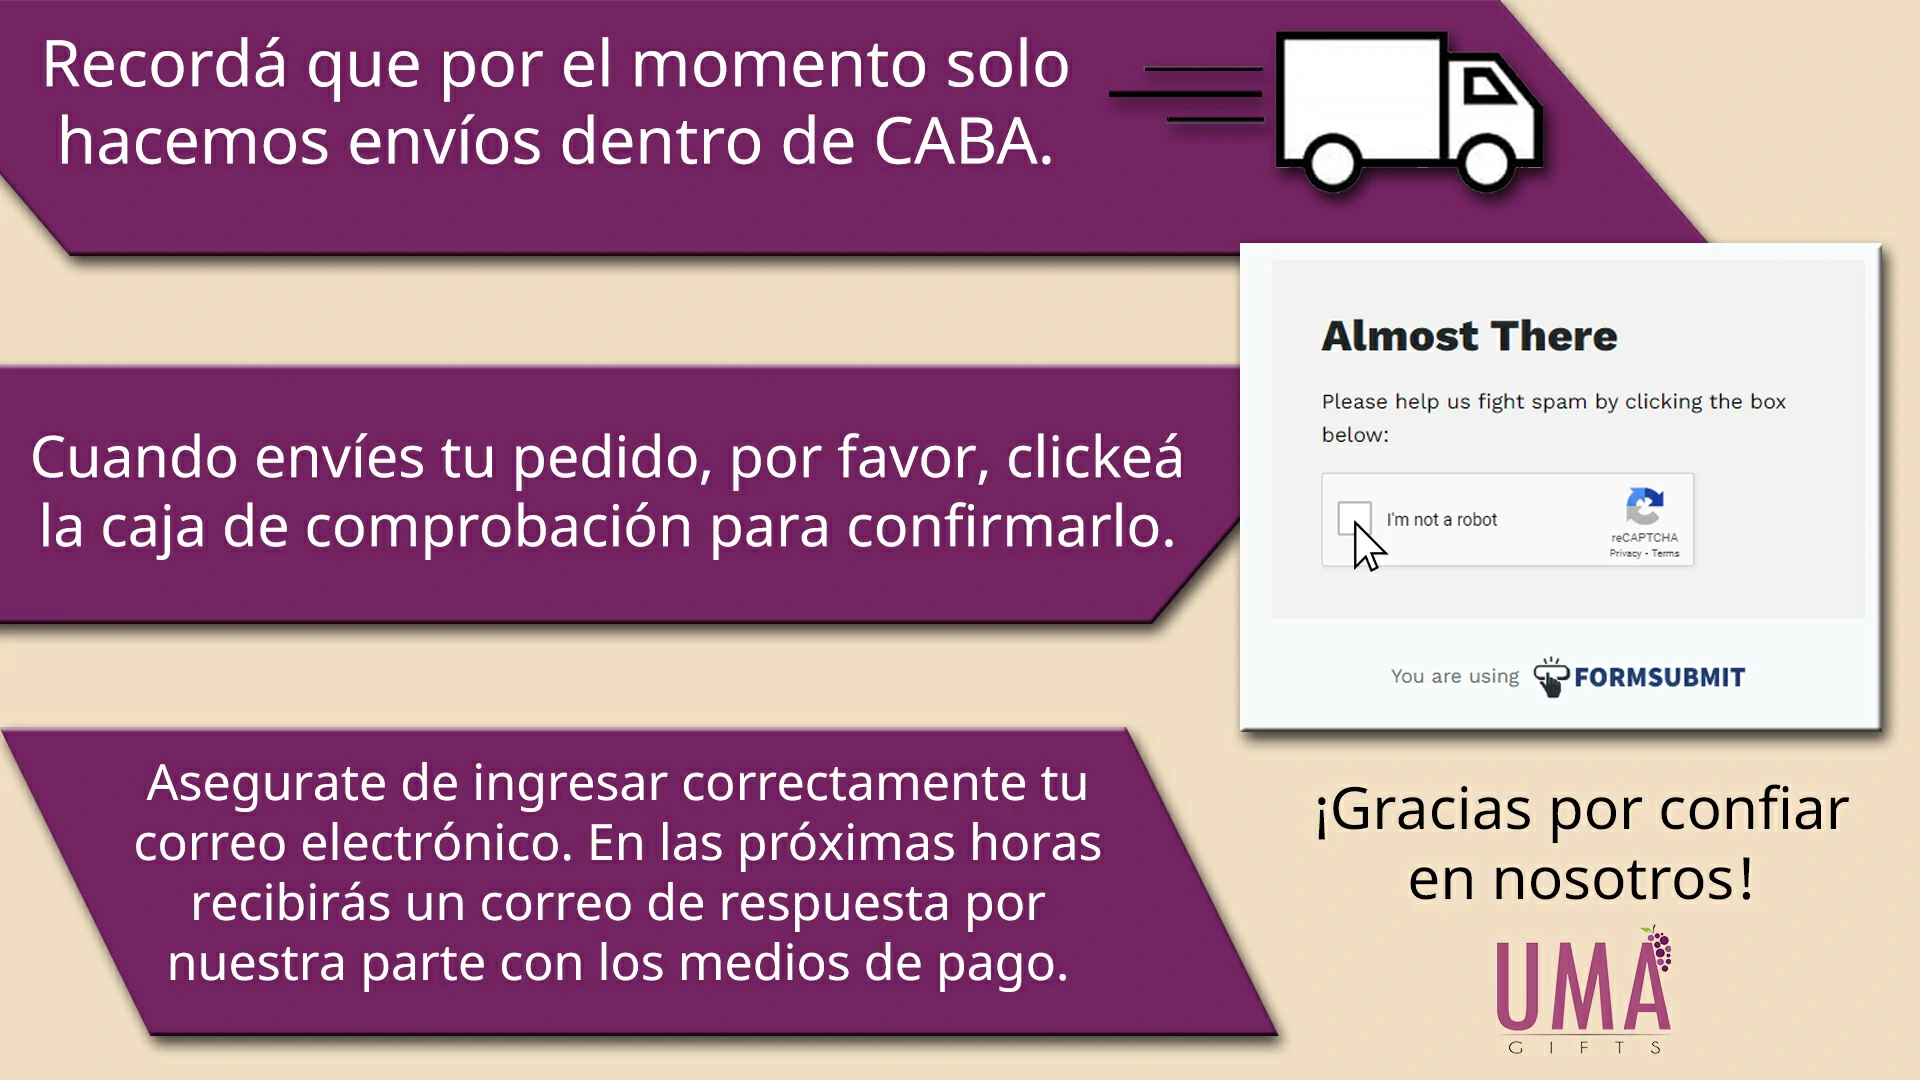 Recordá que por el momento solo
hacemos envíos dentro de CABA.
Cuando envíes tu pedido, por favor, clickeá
la caja de comprobación para confirmarlo.
Almost There
Please help us fight spam by clicking the box
below:
I'm not a robot
reCAPTCHA
Privacy - Terms
You are using FORMSUBMIT
Asegurate de ingresar correctamente tu
correo electrónico. En las próximas horas
recibirás un correo de respuesta por
nuestra parte con los medios de pago.
¡Gracias por confiar
en nosotros!
UMA
GIFTS